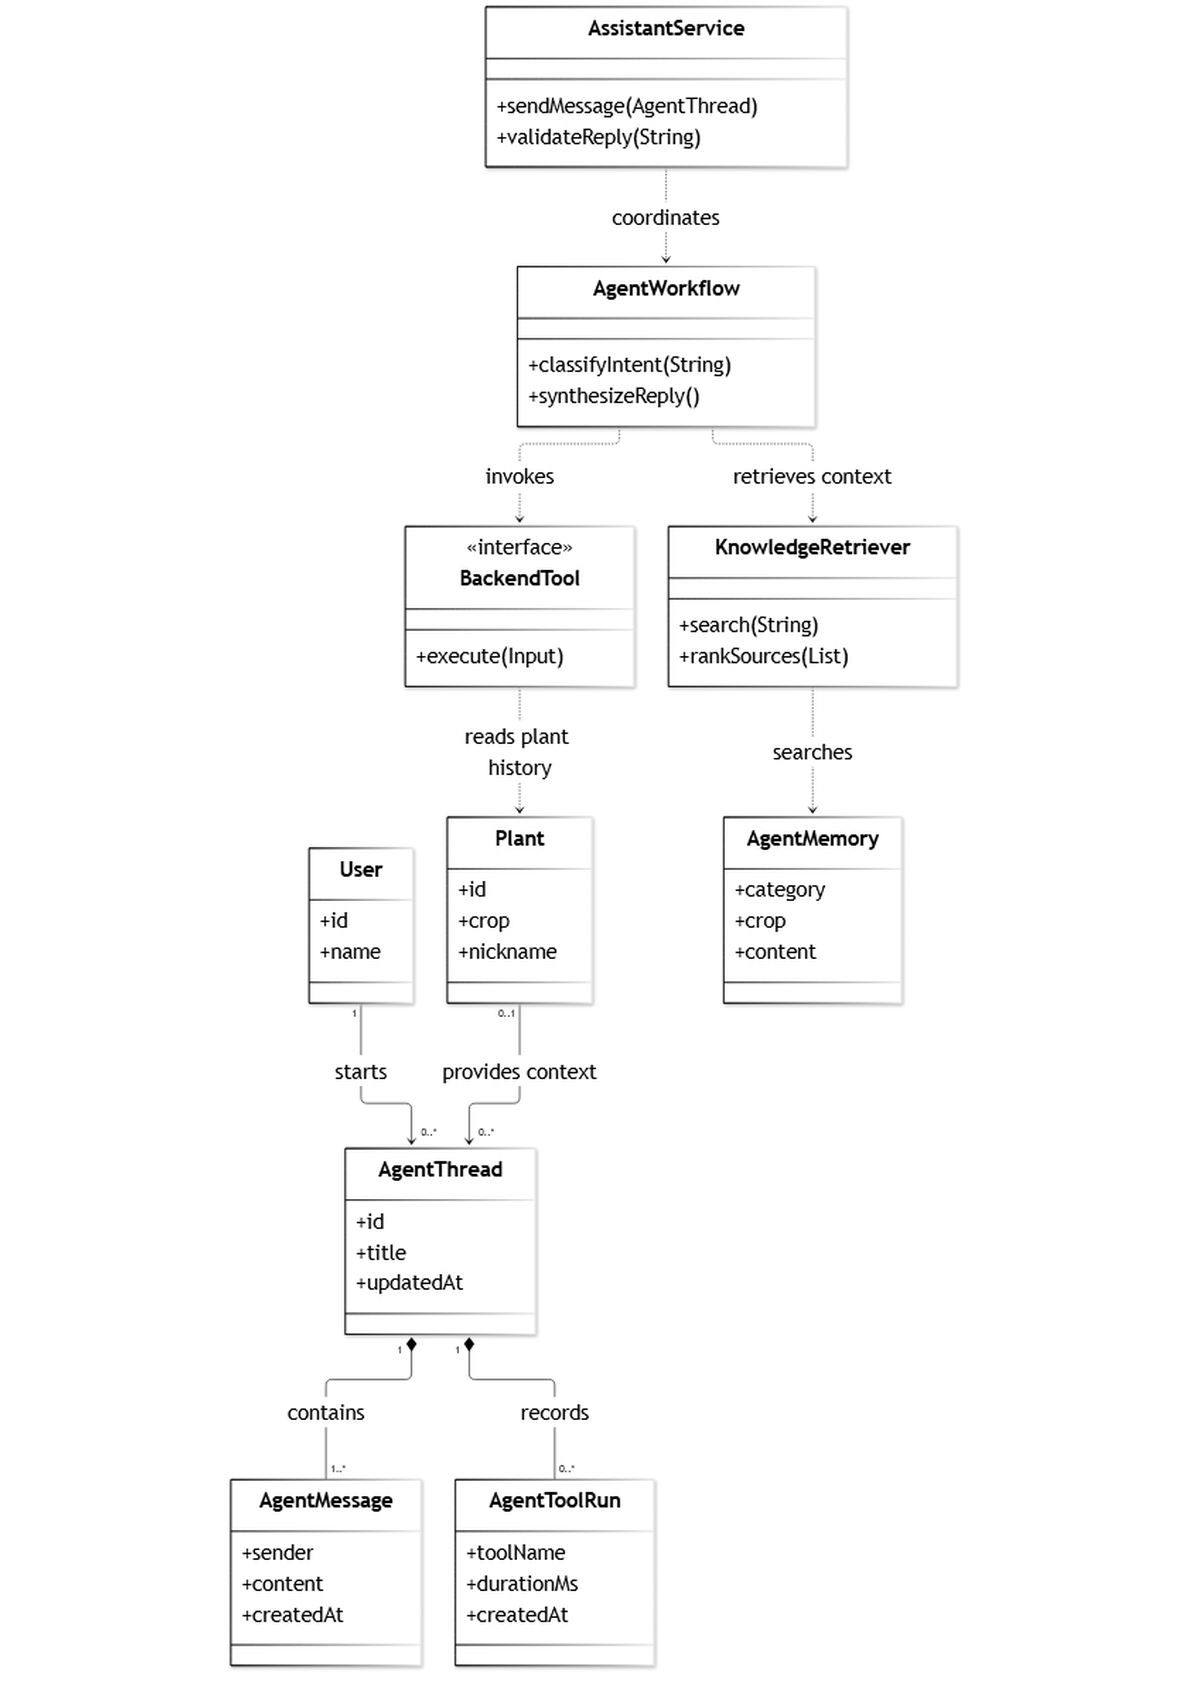 AssistantService
+sendMessage(AgentThread)
+validateReply(String)
coordinates
AgentWorkflow
+classifyIntent(String)
+synthesizeReply()
invokes
retrieves context
«interface»
BackendTool
+execute(Input)
KnowledgeRetriever
+search(String)
+rankSources(List)
reads plant
history
searches
User
+id
+name
Plant
+id
+crop
+nickname
AgentMemory
+category
+crop
+content
1
0..1
starts
provides context
0..*
0..*
AgentThread
+id
+title
+updatedAt
1
1
contains
records
1..*
0..*
AgentMessage
+sender
+content
+createdAt
AgentToolRun
+toolName
+durationMs
+createdAt